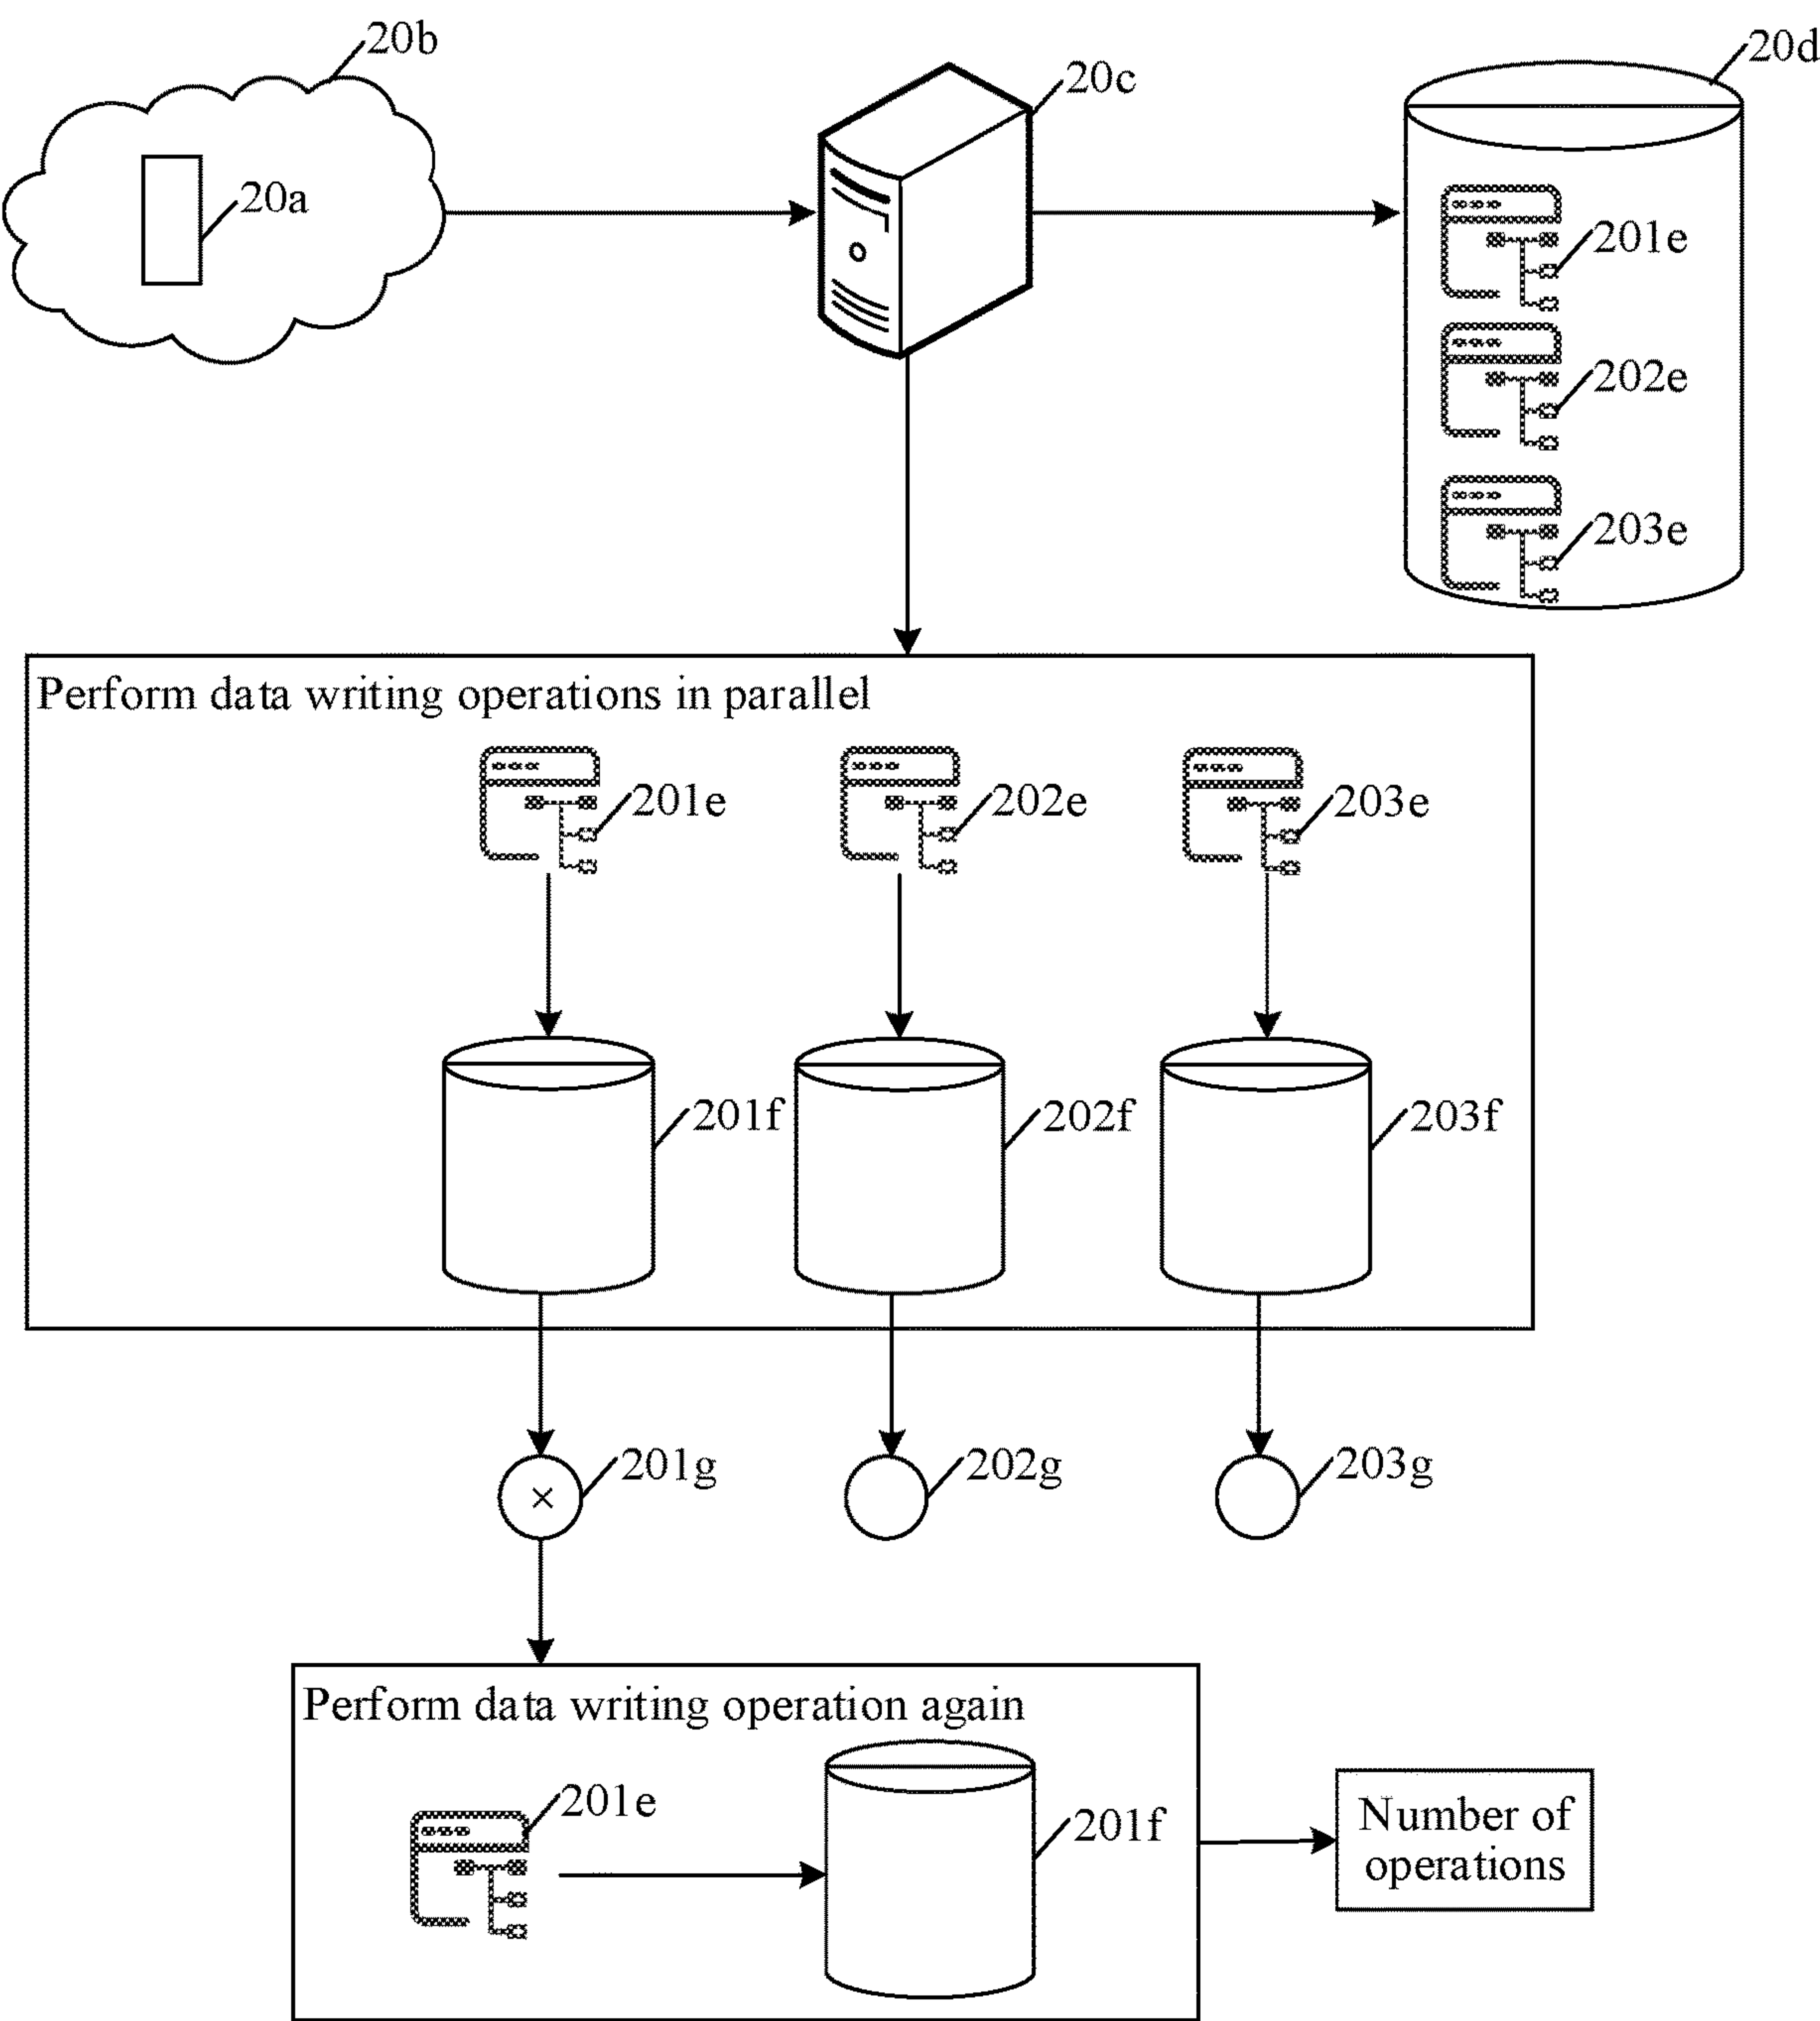 20b
20c
20d
20a
201e
202e
203e
Perform data writing operations in parallel
201e
202e
203e
201f
202f
203f
201g
202g
203g
Perform data writing operation again
201e
201f
Number of
operations